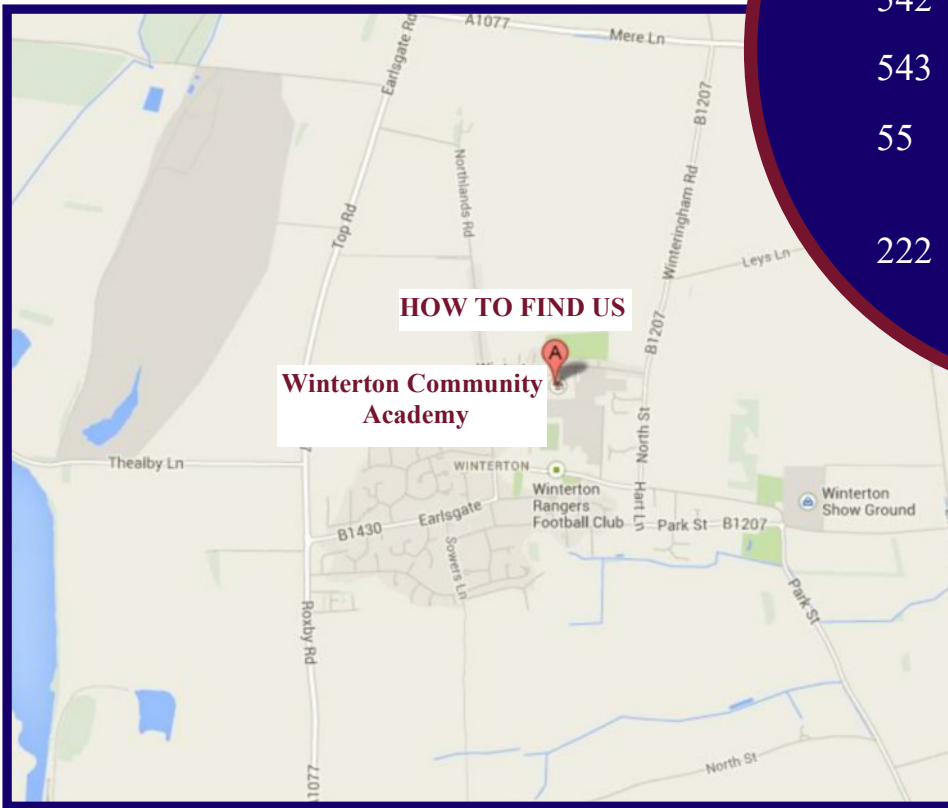 542
543
55
222
A1077
Mere Ln
Earlsgate Rd
B1207
Northlands Rd
Winteringham Rd
Top Rd
Leys Ln
HOW TO FIND US
B1207
A
Winterton Community
Academy
North St
Thealby Ln
WINTERTON
Winterton
Rangers
Football Club
Hart Ln
Winterton
Show Ground
Earlsgate
B1430
Park St
B1207
Sowers Ln
Park St
Roxby Rd
North St
A1077